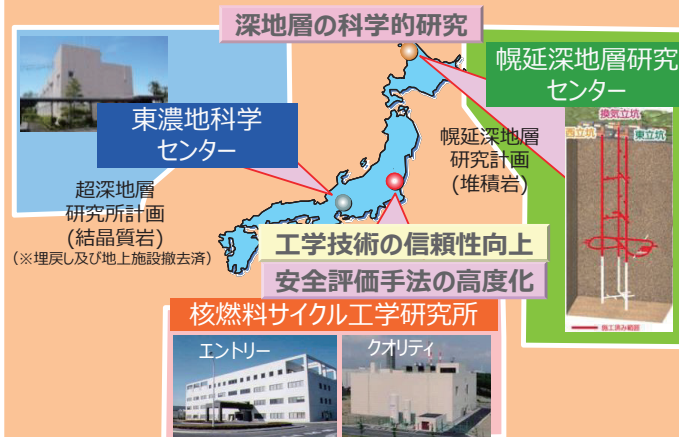 深地層の科学的研究
幌延深地層研究
センター
東濃地科学
センター
換気立坑
西立坑
東立坑
幌延深地層
研究計画
(堆積岩)
超深地層
研究所計画
(結晶質岩)
(※埋戻し及び地上施設撤去済)
工学技術の信頼性向上
安全評価手法の高度化
核燃料サイクル工学研究所
エントリー
クオリティ
施工済み範囲